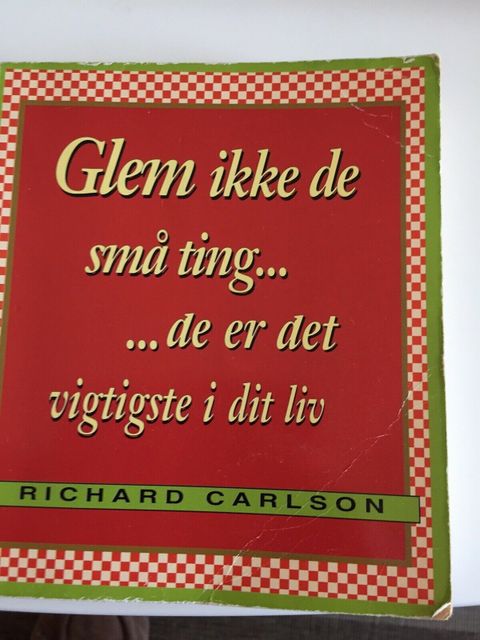 Glem ikke de
små ting...
...de er det
vigtigste i dit liv
RICHARD CARLSON